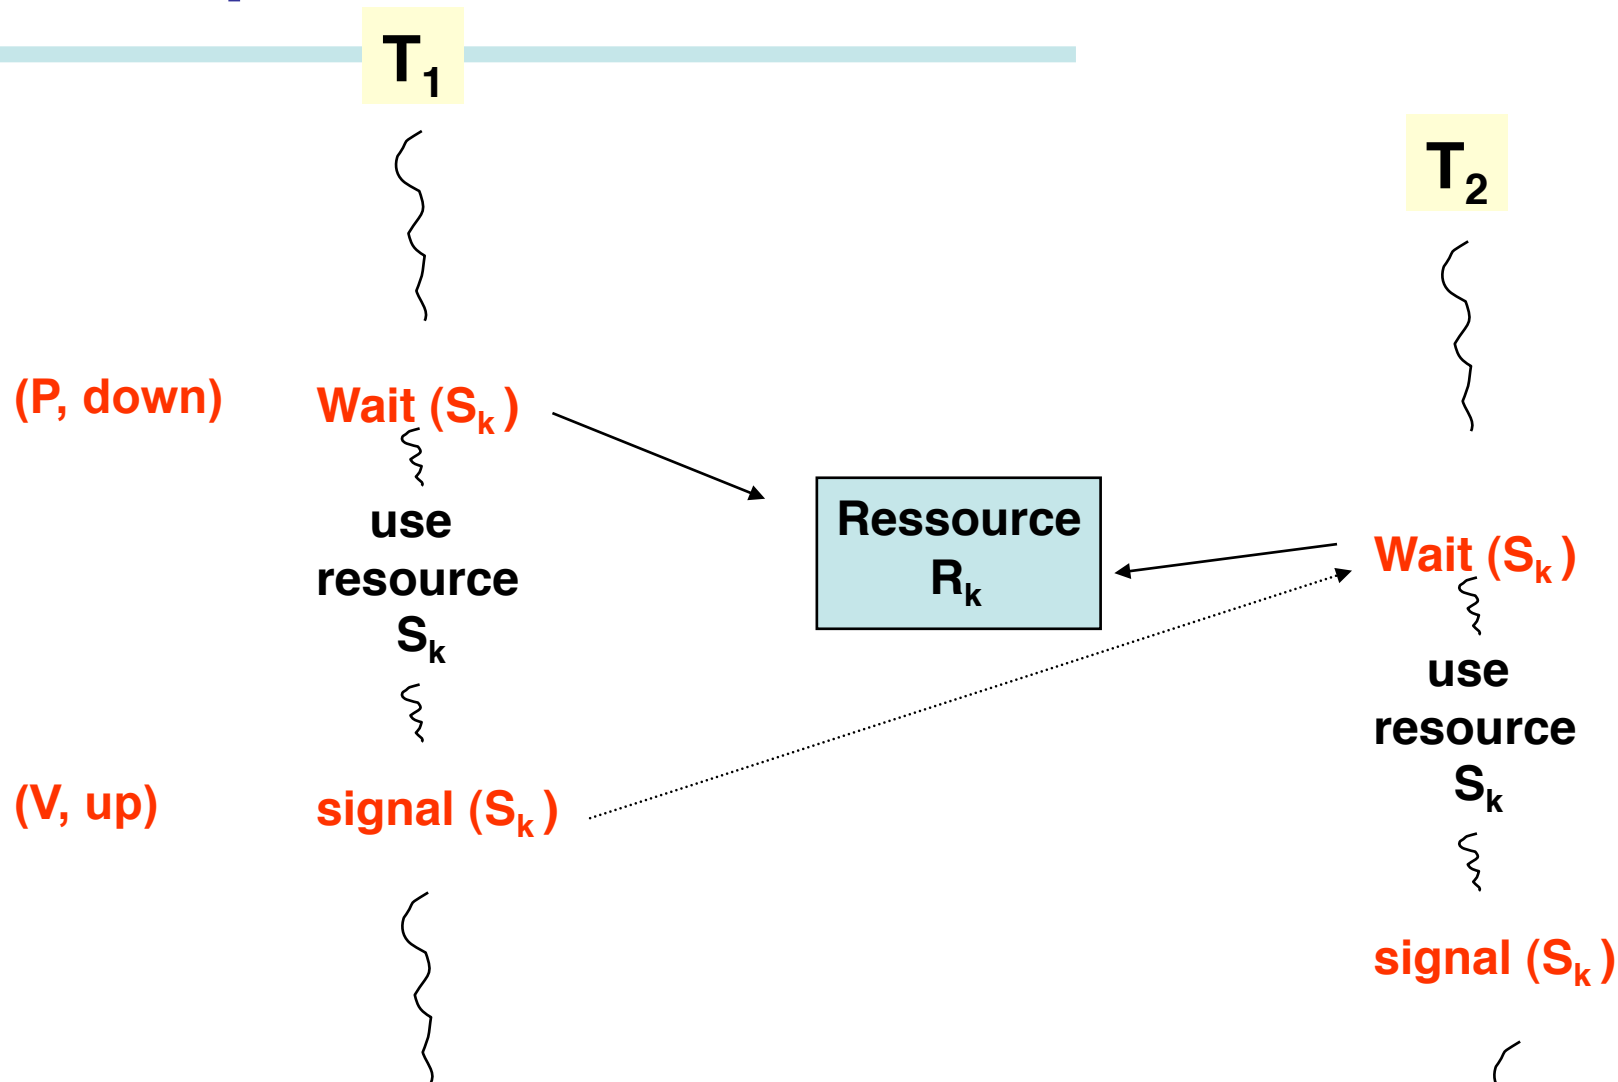 T1
T2
(P, down)
Wait (Sk)
use
resource
Sk
(V, up)
signal (Sk)
Ressource
Rk
Wait (Sk)
use
resource
Sk
signal (Sk)